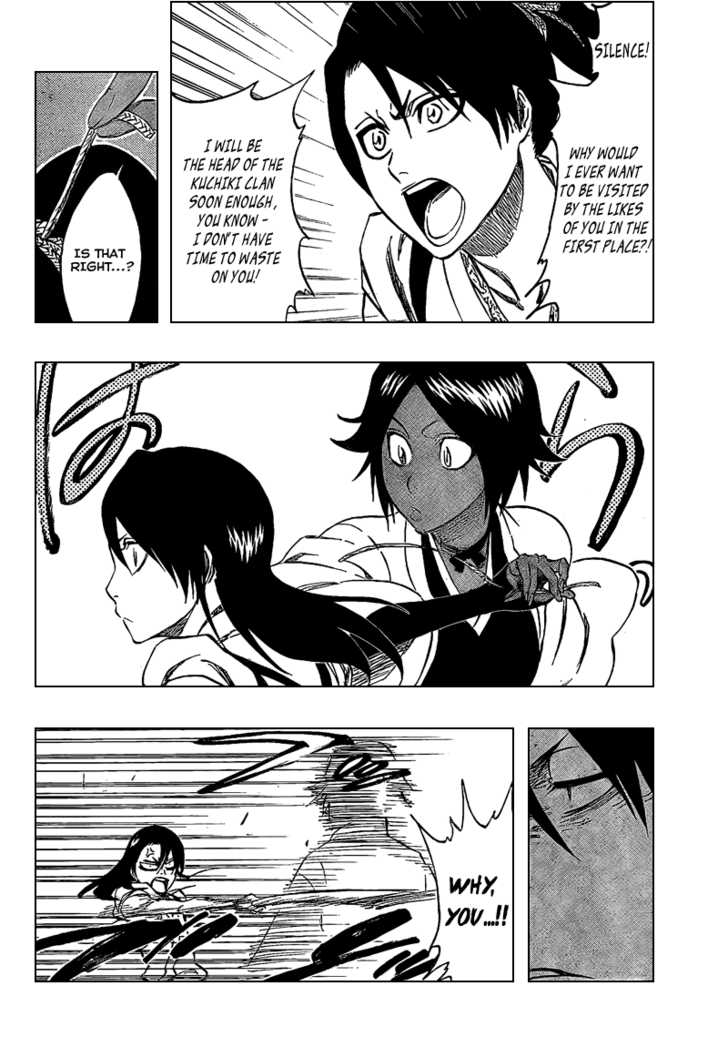 SILENCE!
WHY WOULD
I EVER WANT
TO BE VISITED
BY THE LIKES
OF YOU IN THE
FIRST PLACE?!
I WILL BE
THE HEAD OF THE
KUCHIKI CLAN
SOON ENOUGH,
YOU KNOW –
I DON'T HAVE
TIME TO WASTE
ON YOU!
IS THAT
RIGHT...?
WHY,
YOU...!!